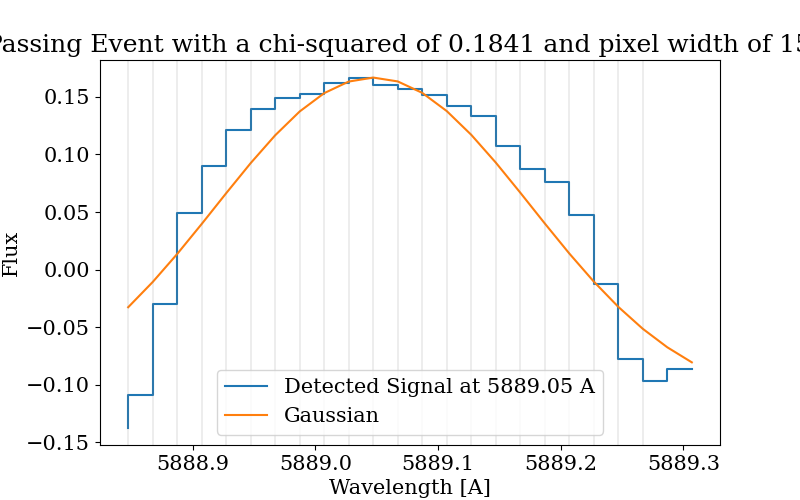 Passing Event with a chi-squared of 0.1841 and pixel width of 15
0.15
0.10
0.05
0.00
−0.05
−0.10
−0.15
Flux
Detected Signal at 5889.05 A
Gaussian
5888.9 5889.0 5889.1 5889.2 5889.3
Wavelength [A]